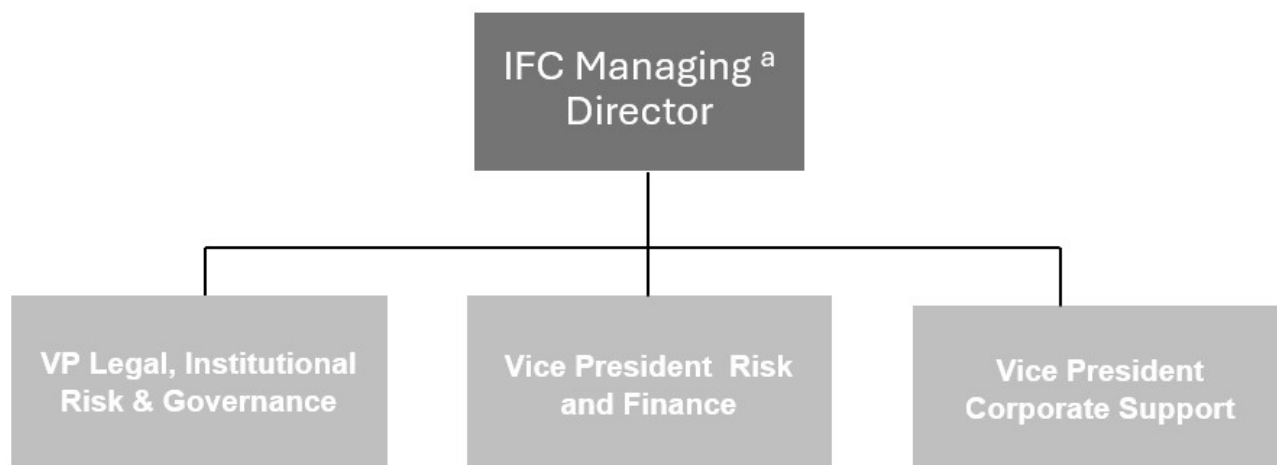 IFC Managing ᵃ
Director
VP Legal, Institutional
Risk & Governance
Vice President Risk
and Finance
Vice President
Corporate Support